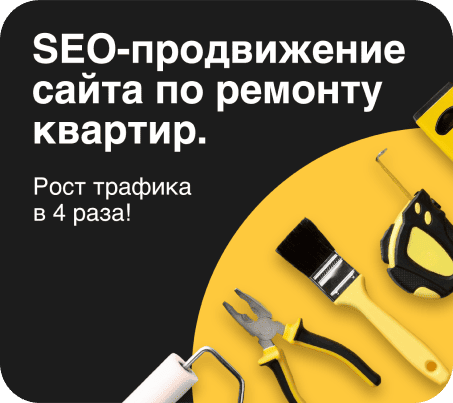 SEO-продвижение
сайта по ремонту
квартир.
Рост трафика
в 4 раза!